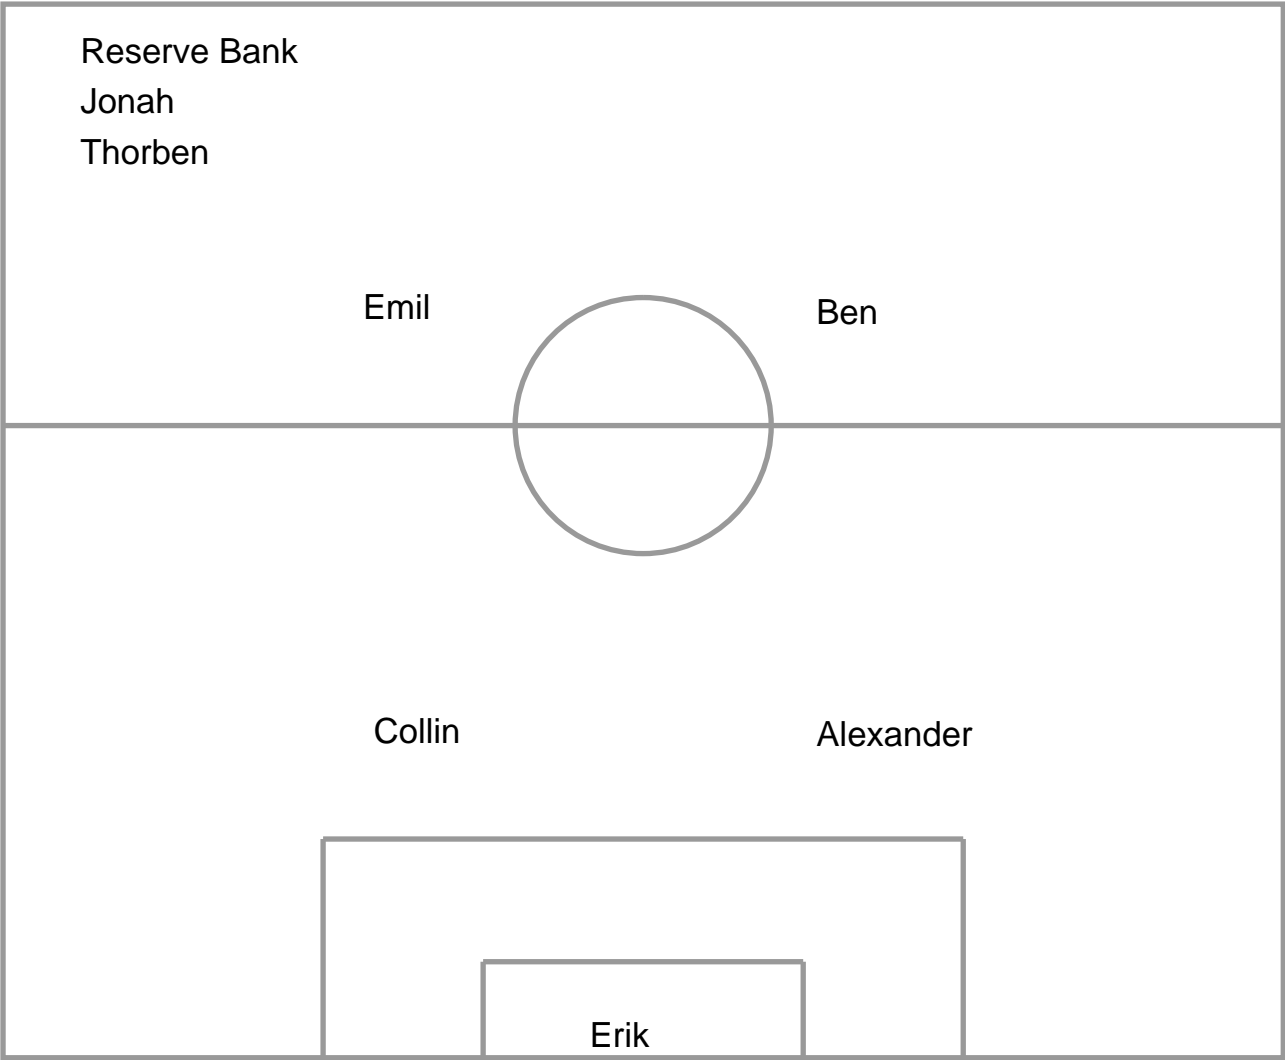 Reserve Bank
Jonah
Thorben
Emil
Ben
Collin
Alexander
Erik